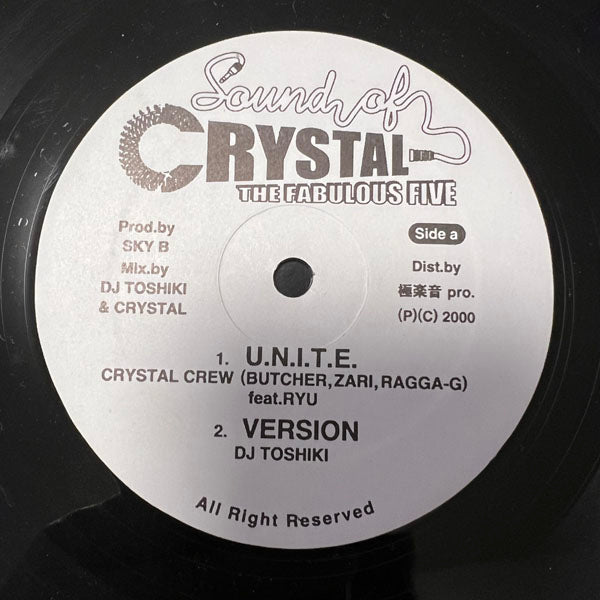 Sound of
CRYSTAL
THE FABULOUS FIVE
Prod.by
SKY B
Mix.by
DJ TOSHIKI
& CRYSTAL
Side a
Dist.by
極楽音 pro.
(P)(C) 2000
1. U.N.I.T.E.
CRYSTAL CREW (BUTCHER,ZARI,RAGGA-G)
feat.RYU
2. VERSION
DJ TOSHIKI
All Right Reserved